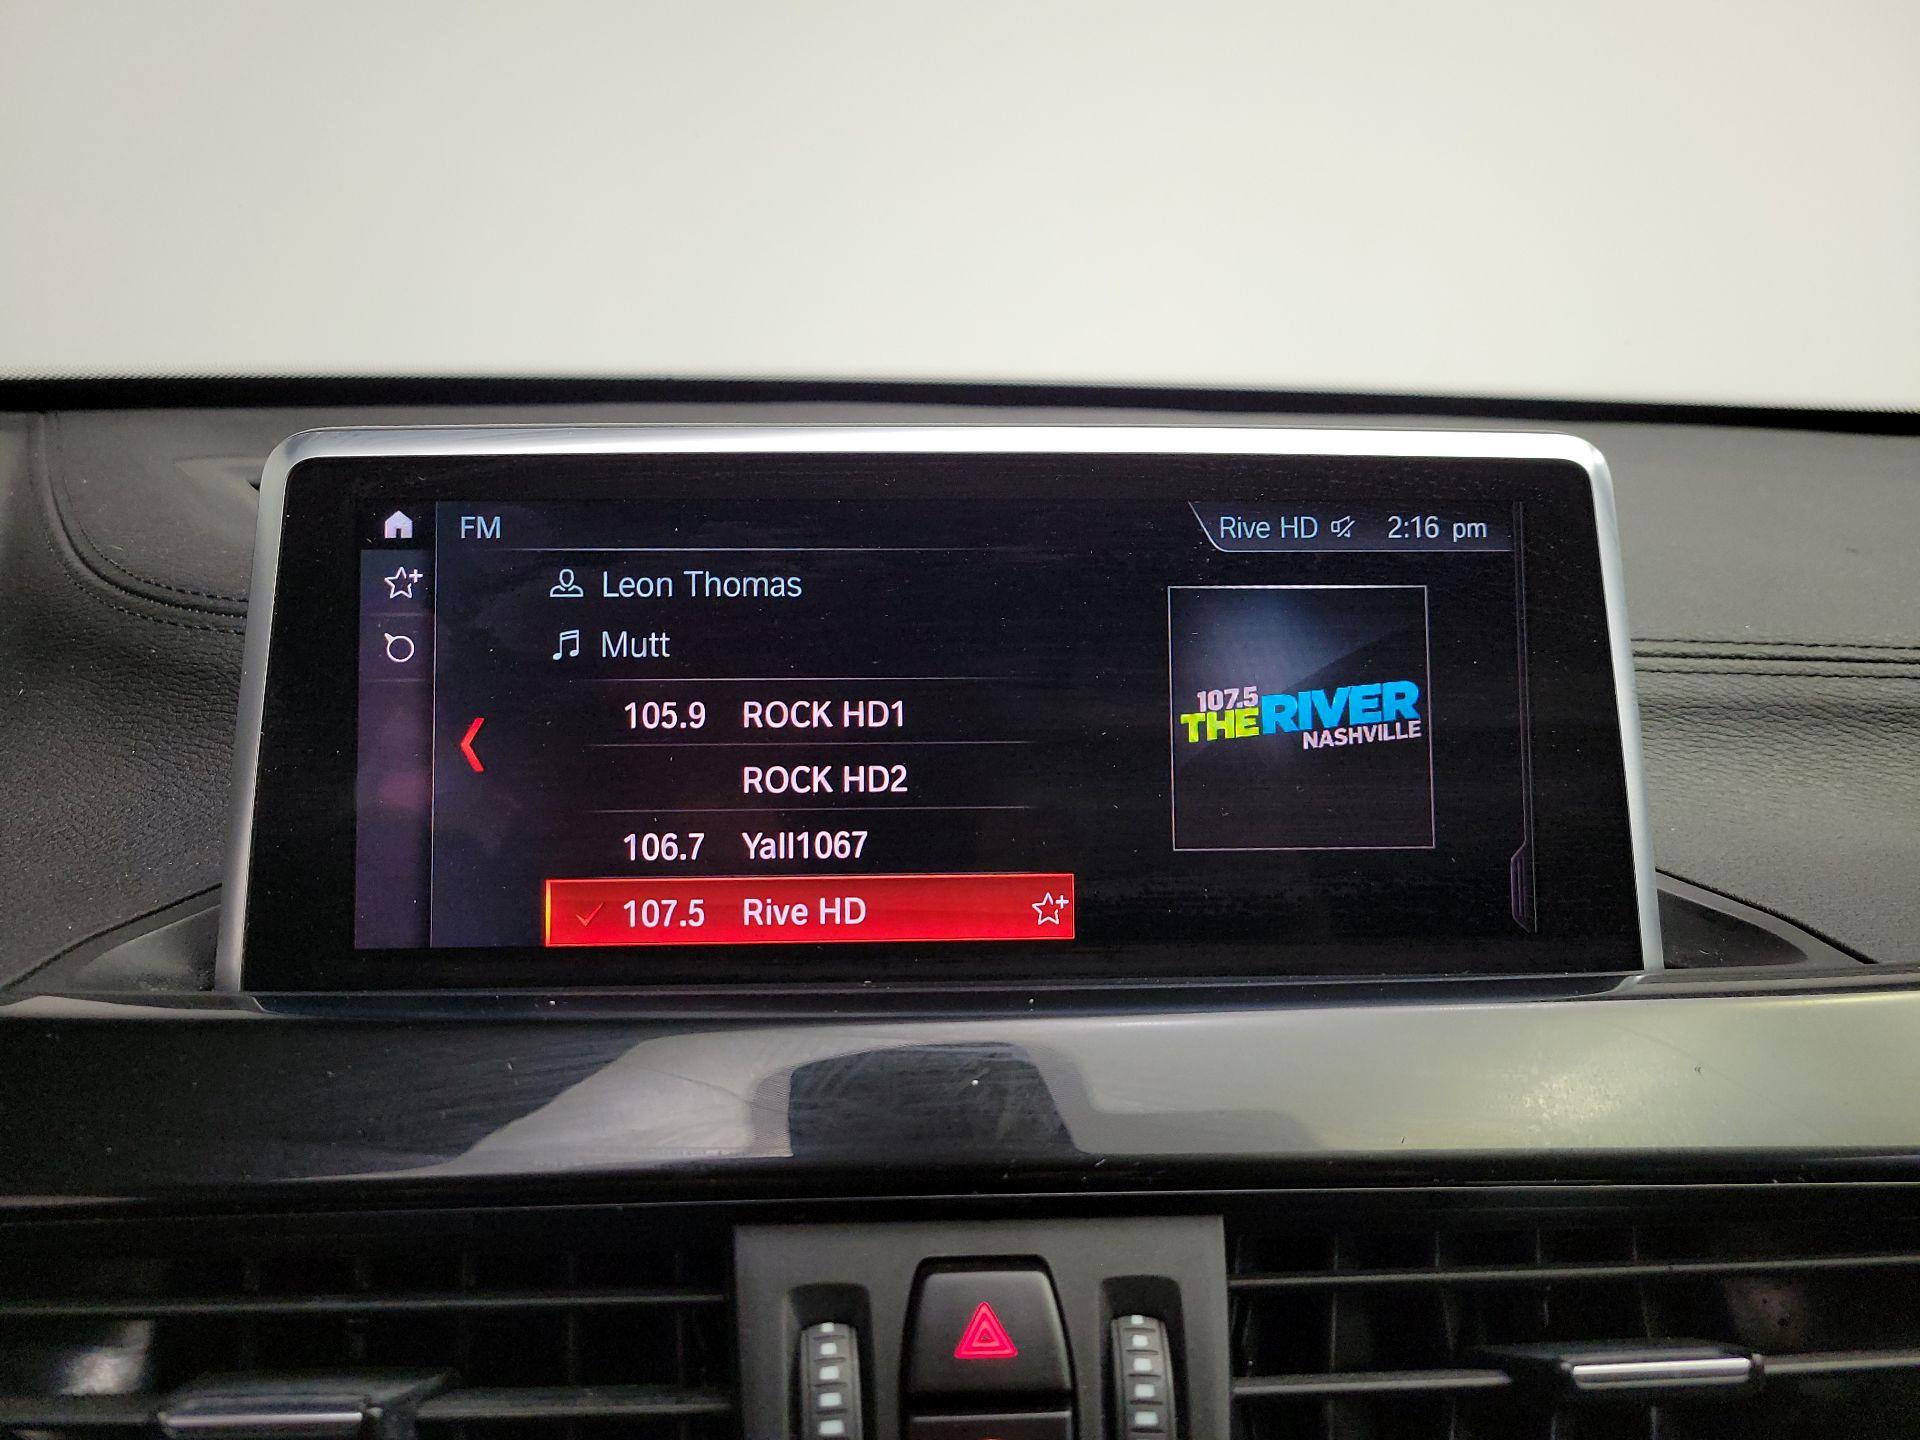 FM
Rive HD 2:16 pm
Leon Thomas
Mutt
105.9 ROCK HD1
ROCK HD2
106.7 Yall1067
107.5 Rive HD
107.5
THE RIVER
NASHVILLE